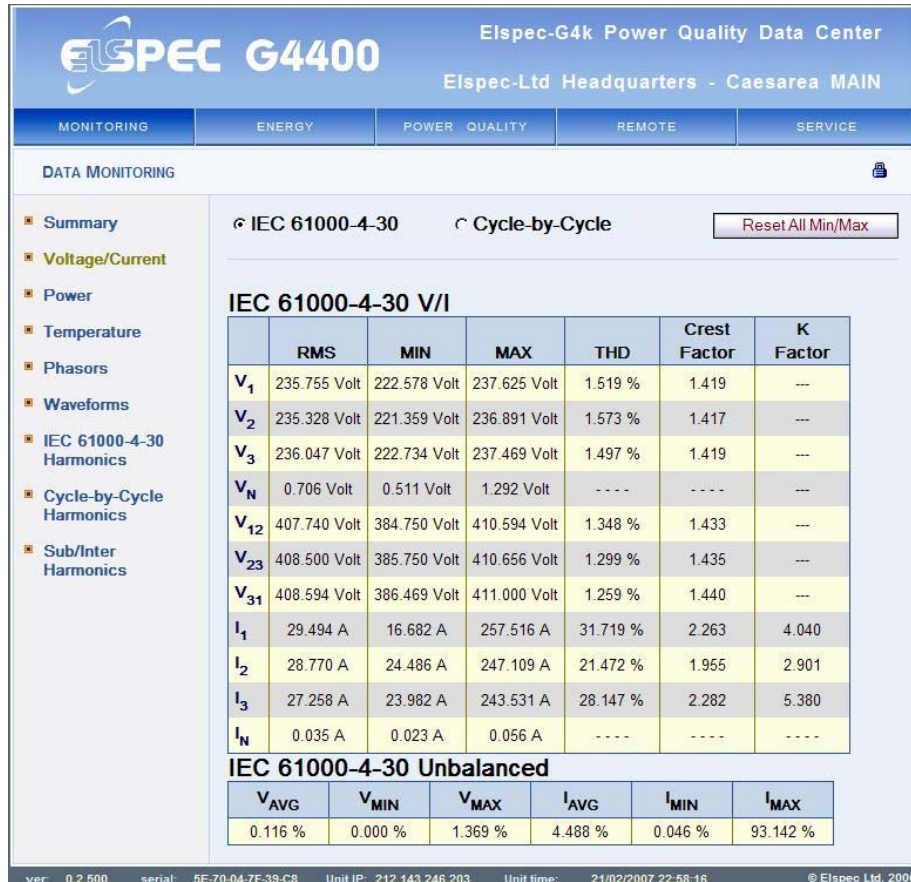 ELSPEC G4400
Elspec-G4k Power Quality Data Center
Elspec-Ltd Headquarters - Caesarea MAIN
MONITORING ENERGY POWER QUALITY REMOTE SERVICE
DATA MONITORING
Summary
Voltage/Current
Power
Temperature
Phasors
Waveforms
IEC 61000-4-30
Harmonics
Cycle-by-Cycle
Harmonics
Sub/Inter
Harmonics
IEC 61000-4-30 Cycle-by-Cycle Reset All Min/Max
IEC 61000-4-30 V/I
RMS MIN MAX THD Crest Factor K Factor
V1 235.755 Volt 222.578 Volt 237.625 Volt 1.519 % 1.419 ---
V2 235.328 Volt 221.359 Volt 236.891 Volt 1.573 % 1.417 ---
V3 236.047 Volt 222.734 Volt 237.469 Volt 1.497 % 1.419 ---
VN 0.706 Volt 0.511 Volt 1.292 Volt - - - - - - - - ---
V12 407.740 Volt 384.750 Volt 410.594 Volt 1.348 % 1.433 ---
V23 408.500 Volt 385.750 Volt 410.656 Volt 1.299 % 1.435 ---
V31 408.594 Volt 386.469 Volt 411.000 Volt 1.259 % 1.440 ---
I1 29.494 A 16.682 A 257.516 A 31.719 % 2.263 4.040
I2 28.770 A 24.486 A 247.109 A 21.472 % 1.955 2.901
I3 27.258 A 23.982 A 243.531 A 28.147 % 2.282 5.380
IN 0.035 A 0.023 A 0.056 A - - - - - - - - - - - -
IEC 61000-4-30 Unbalanced
VAVG VMIN VMAX IAVG IMIN IMAX
0.116 % 0.000 % 1.369 % 4.488 % 0.046 % 93.142 %
ver: 0.2.500 serial: 5E-70-04-7F-39-C8 Unit IP: 212.143.246.203 Unit time: 21/02/2007 22:58:16 © Elspec Ltd,